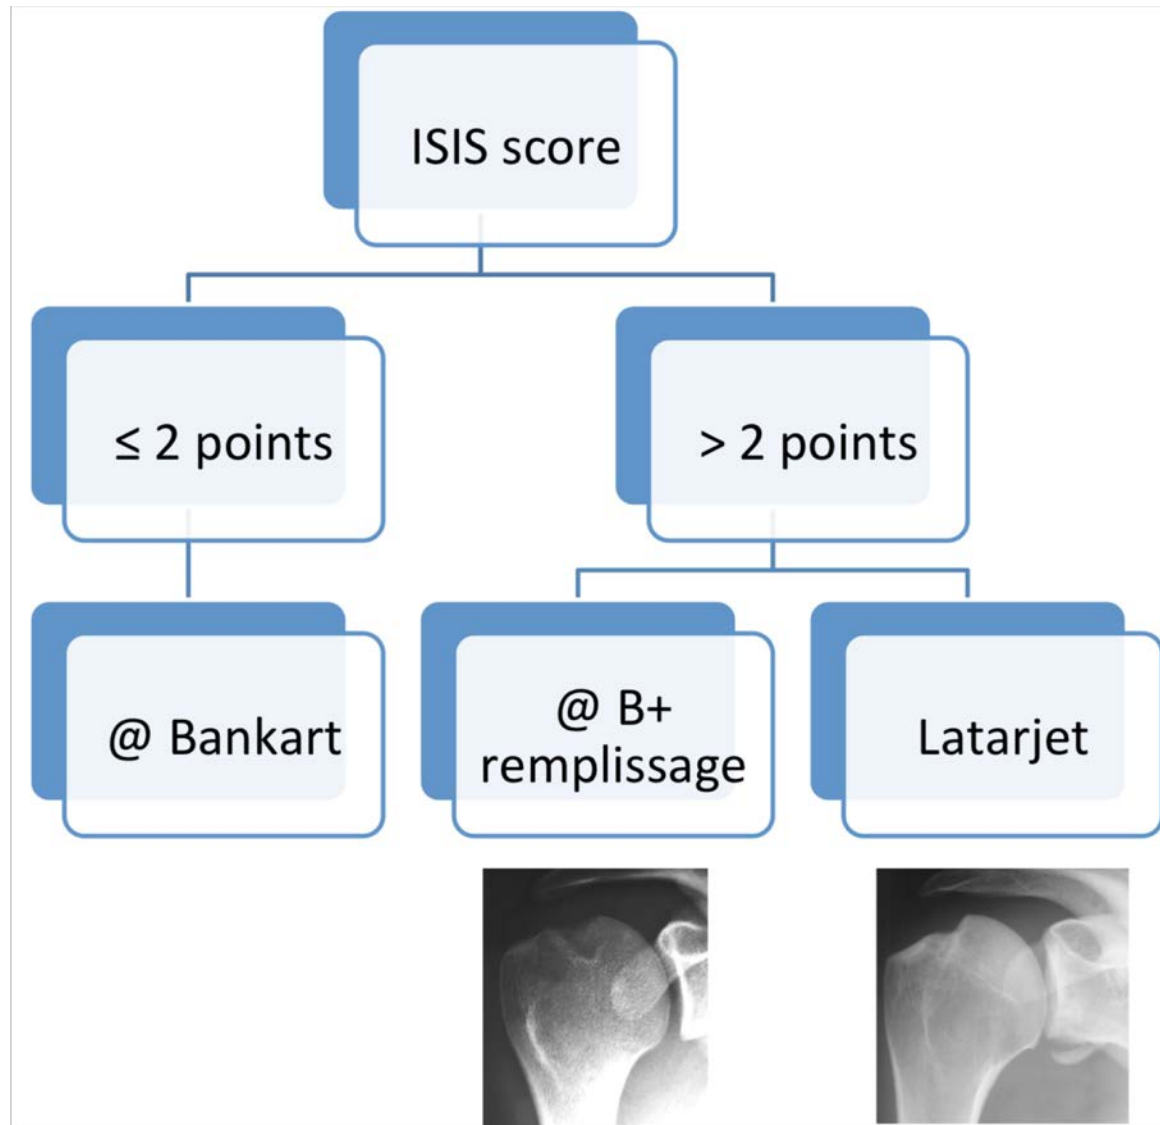 ISIS score
≤ 2 points
> 2 points
@ Bankart
@ B+
remplissage
Latarjet